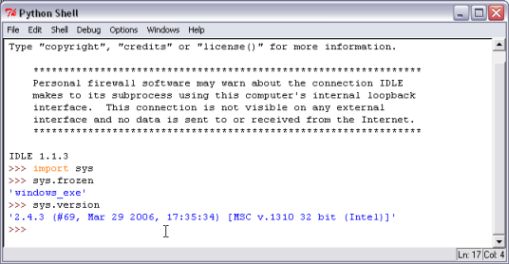 Python Shell
File Edit Shell Debug Options Windows Help
Type "copyright", "credits" or "license()" for more information.
****************************************************************
Personal firewall software may warn about the connection IDLE
makes to its subprocess using this computer's internal loopback
interface.  This connection is not visible on any external
interface and no data is sent to or received from the Internet.
****************************************************************
IDLE 1.1.3
>>> import sys
>>> sys.frozen
'windows_exe'
>>> sys.version
'2.4.3 (#69, Mar 29 2006, 17:35:34) [MSC v.1310 32 bit (Intel)]'
>>>
Ln: 17 Col: 4